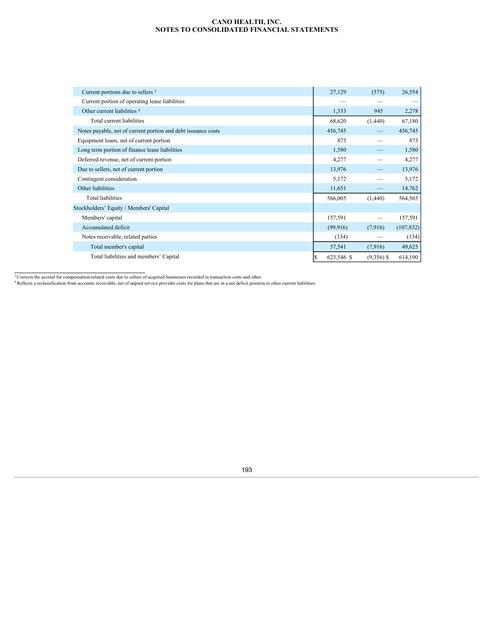 CANO HEALTH, INC.
NOTES TO CONSOLIDATED FINANCIAL STATEMENTS
Current portions due to sellers 3 27,129 (575) 26,554
Current portion of operating lease liabilities — — —
Other current liabilities 4 1,333 945 2,278
Total current liabilities 68,620 (1,440) 67,180
Notes payable, net of current portion and debt issuance costs 456,745 — 456,745
Equipment loans, net of current portion 873 — 873
Long term portion of finance lease liabilities 1,580 — 1,580
Deferred revenue, net of current portion 4,277 — 4,277
Due to sellers, net of current portion 13,976 — 13,976
Contingent consideration 5,172 — 5,172
Other liabilities 11,651 — 14,762
Total liabilities 566,005 (1,440) 564,565
Stockholders' Equity / Members' Capital
Members' capital 157,591 — 157,591
Accumulated deficit (99,916) (7,916) (107,832)
Notes receivable, related parties (134) — (134)
Total member's capital 57,541 (7,916) 49,625
Total liabilities and members' Capital $ 623,546 $ (9,356) $ 614,190
3 Corrects the accrual for compensation-related costs due to sellers of acquired businesses recorded in transaction costs and other.
4 Reflects a reclassification from accounts receivable, net of unpaid service provider costs for plans that are in a net deficit position to other current liabilities.
193